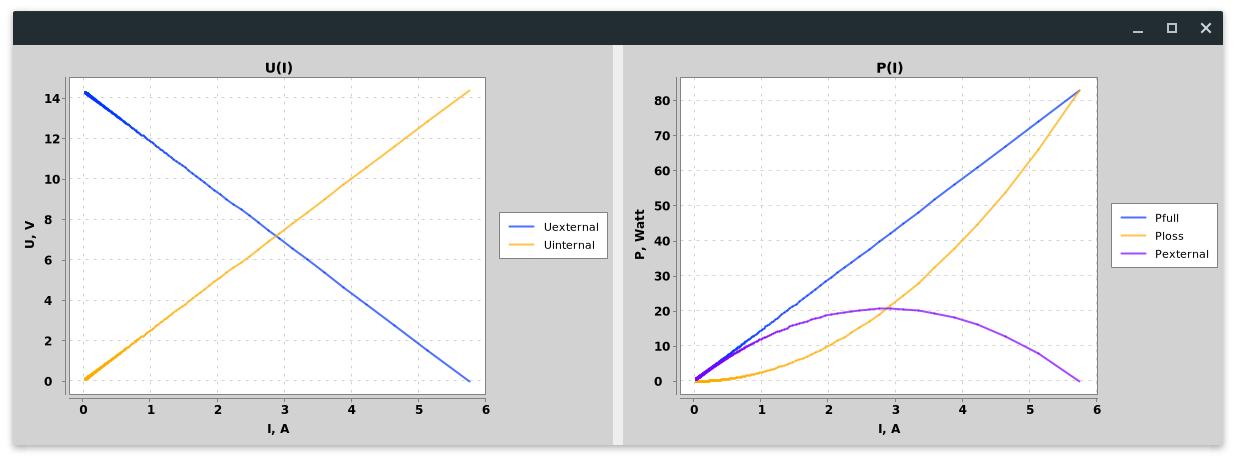 U(I)
U, V
14
12
10
8
6
4
2
0
0 1 2 3 4 5 6
I, A
Uexternal
Uinternal
P(I)
P, Watt
80
70
60
50
40
30
20
10
0
0 1 2 3 4 5 6
I, A
Pfull
Ploss
Pexternal